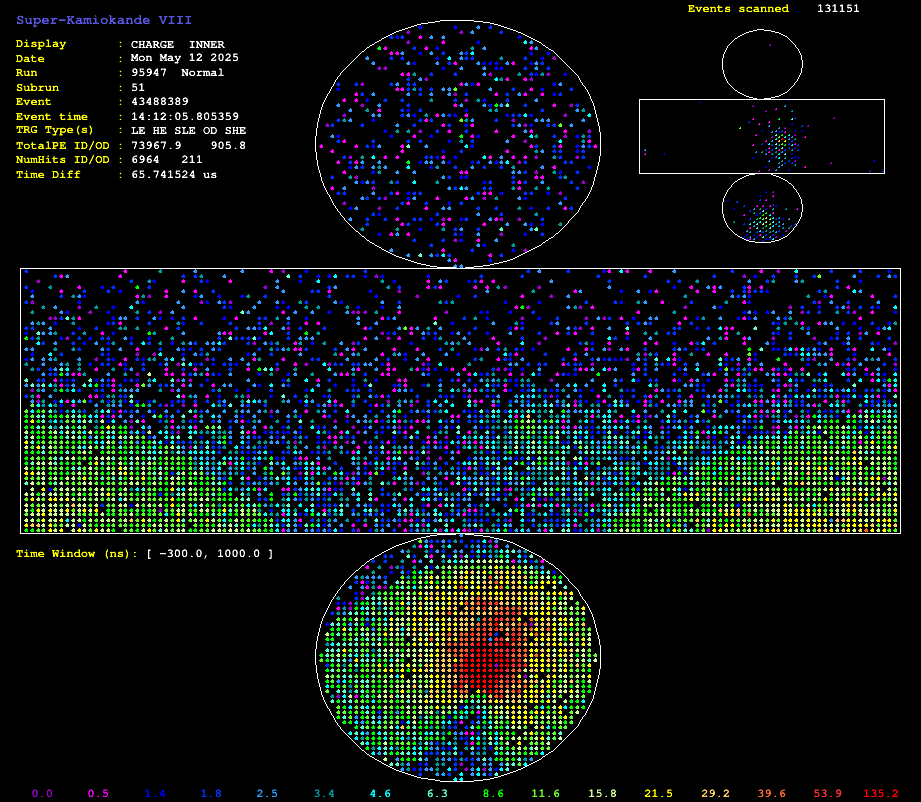 Super-Kamiokande VIII
Events scanned 131151
Display : CHARGE INNER
Date : Mon May 12 2025
Run : 95947 Normal
Subrun : 51
Event : 43488389
Event time : 14:12:05.805359
TRG Type(s) : LE HE SLE OD SHE
TotalPE ID/OD : 73967.9 905.8
NumHits ID/OD : 6964 211
Time Diff : 65.741524 us
Time Window (ns): [ −300.0, 1000.0 ]
0.0 0.5 1.4 1.8 2.5 3.4 4.6 6.3 8.6 11.6 15.8 21.5 29.2 39.6 53.9 135.2